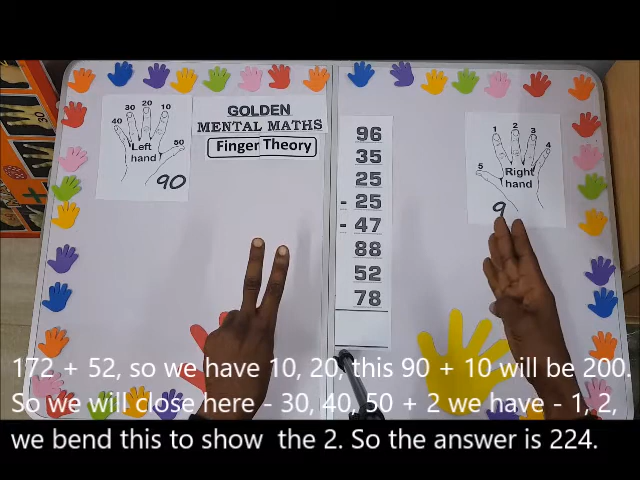 40 30 20 10 50
Left
hand
90
GOLDEN
MENTAL MATHS
Finger Theory
96
35
25
- 25
- 47
88
52
78
1 2 3 4 5
Right
hand
9
172 + 52, so we have 10, 20, this 90 + 10 will be 200.
So we will close here - 30, 40, 50 + 2 we have - 1, 2,
we bend this to show the 2. So the answer is 224.